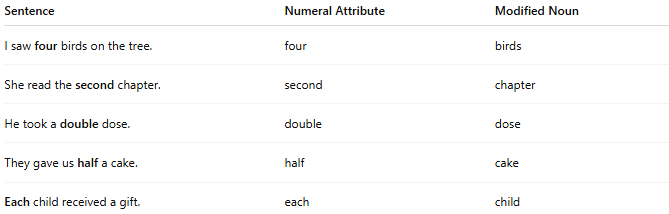 Sentence Numeral Attribute Modified Noun
I saw four birds on the tree. four birds
She read the second chapter. second chapter
He took a double dose. double dose
They gave us half a cake. half cake
Each child received a gift. each child